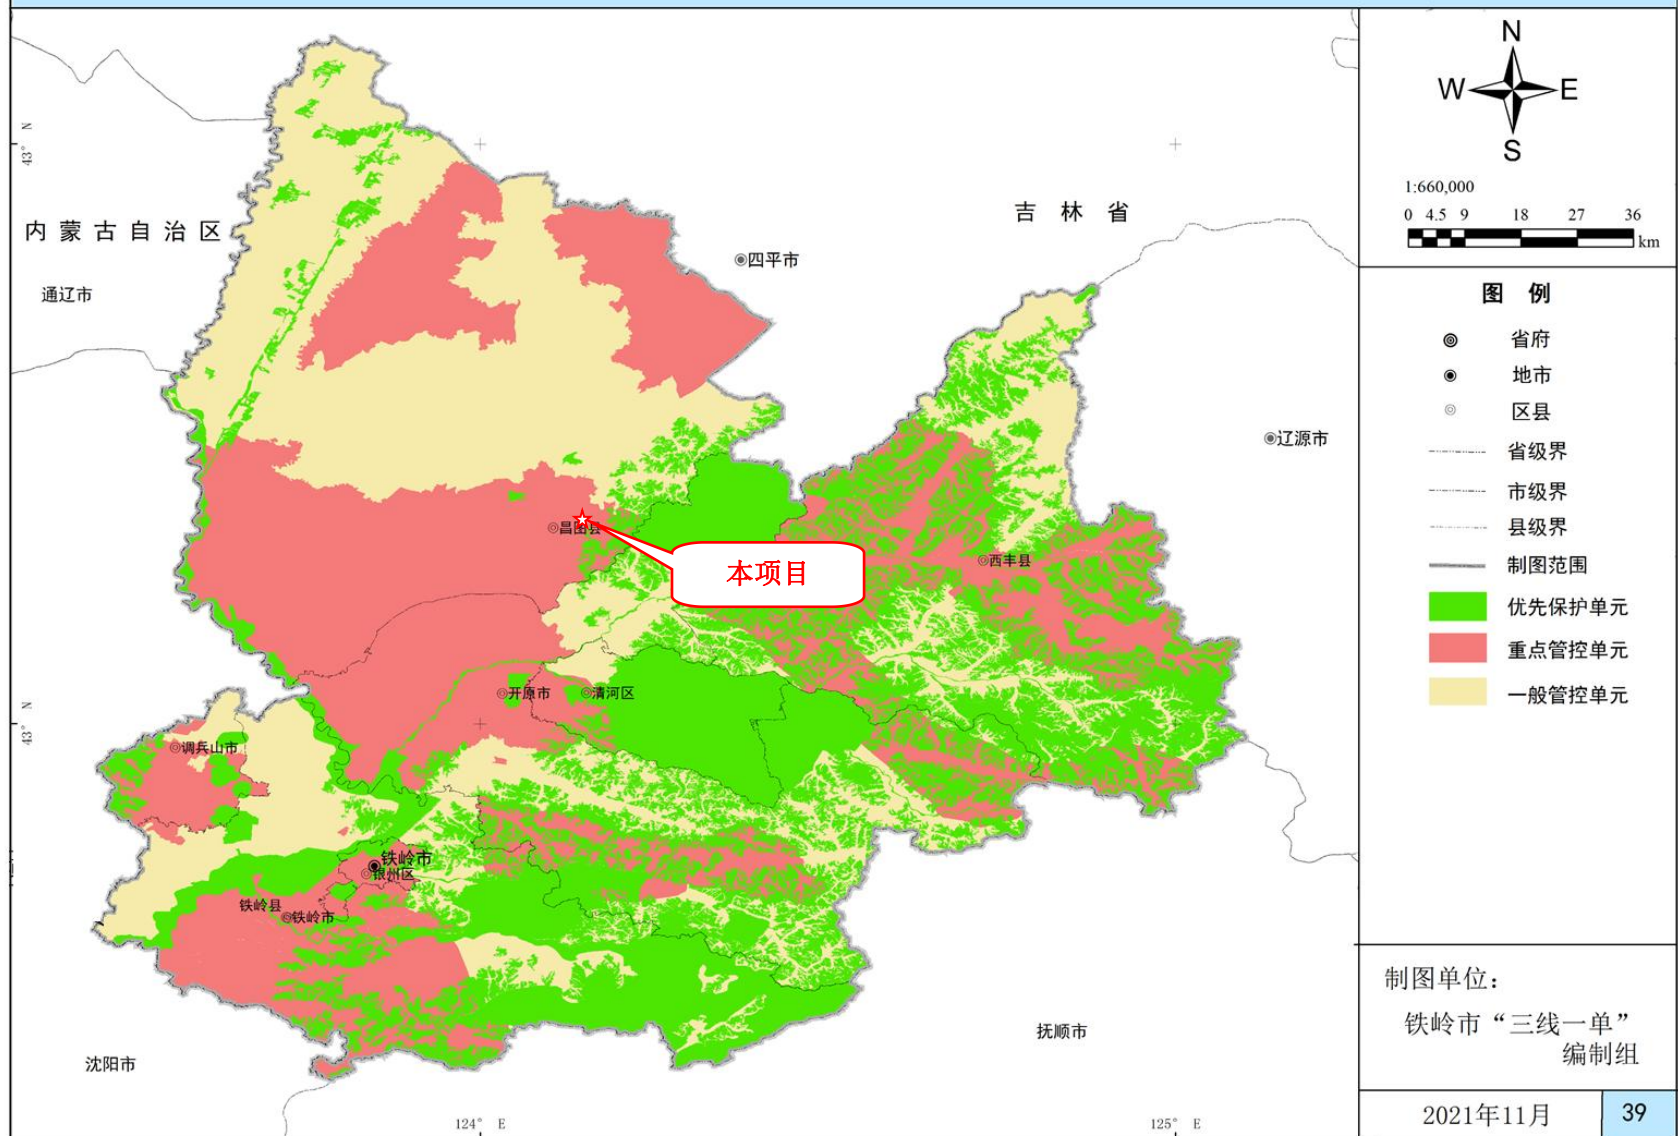 N
W E
S
1:660,000
0 4.5 9 18 27 36
km
图 例
省府
地市
区县
省级界
市级界
县级界
制图范围
优先保护单元
重点管控单元
一般管控单元
制图单位：
铁岭市“三线一单”
编制组
2021年11月
39
43° N
内蒙古自治区
吉林省
四平市
通辽市
辽源市
昌图县
本项目
西丰县
开原市
清河区
43° N
调兵山市
铁岭市
银州区
铁岭县
铁岭市
抚顺市
沈阳市
124° E
125° E